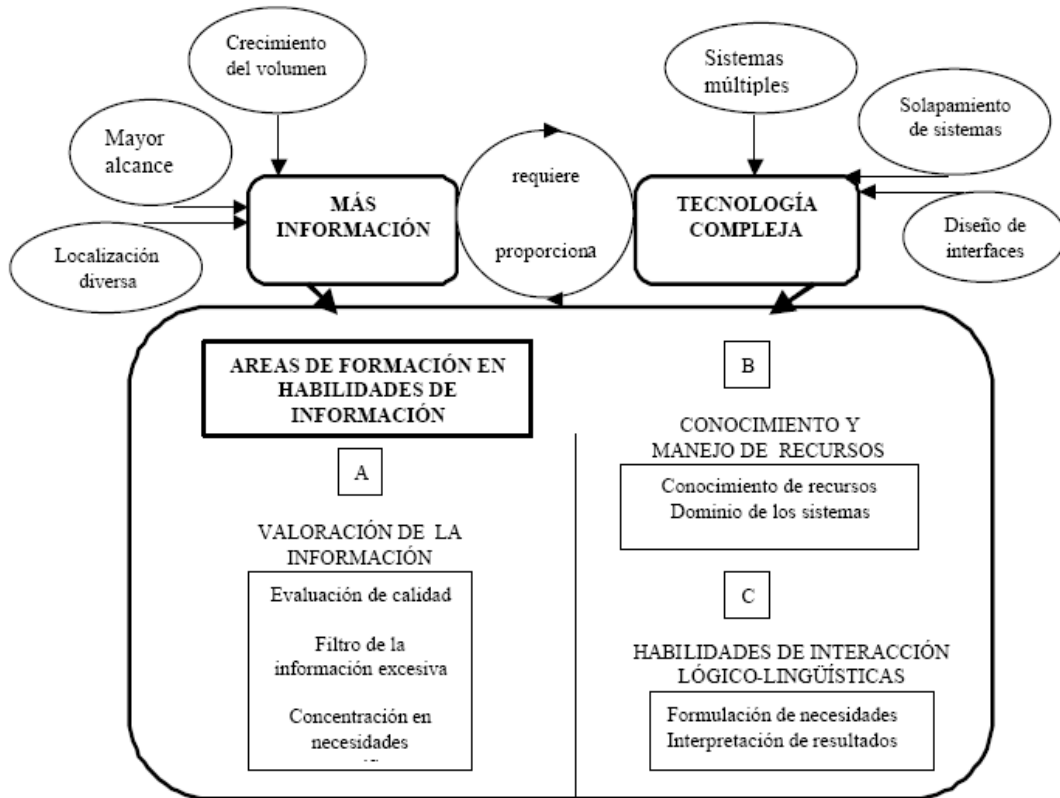 Crecimiento
del volumen
Sistemas
múltiples
Mayor
alcance
Solapamiento
de sistemas
requiere
MÁS
INFORMACIÓN
TECNOLOGÍA
COMPLEJA
Localización
diversa
proporciona
Diseño de
interfaces
AREAS DE FORMACIÓN EN
HABILIDADES DE
INFORMACIÓN
A
VALORACIÓN DE LA
INFORMACIÓN
Evaluación de calidad
Filtro de la
información excesiva
Concentración en
necesidades
B
CONOCIMIENTO Y
MANEJO DE RECURSOS
Conocimiento de recursos
Dominio de los sistemas
C
HABILIDADES DE INTERACCIÓN
LÓGICO-LINGÜÍSTICAS
Formulación de necesidades
Interpretación de resultados